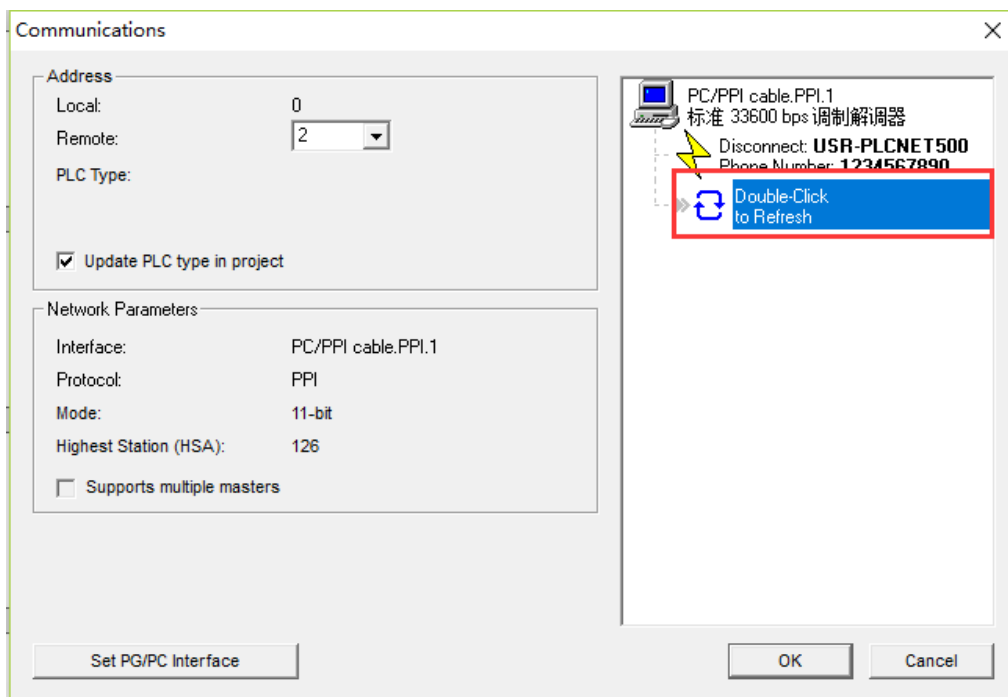 Communications
Address
Local: 0
Remote: 2
PLC Type:
Update PLC type in project
Network Parameters
Interface: PC/PPI cable.PPI.1
Protocol: PPI
Mode: 11-bit
Highest Station (HSA): 126
Supports multiple masters
Set PG/PC Interface
PC/PPI cable.PPI.1
标准 33600 bps 调制解调器
Disconnect: USR-PLCNET500
Phone Number: 1234567890
Double-Click
to Refresh
OK
Cancel